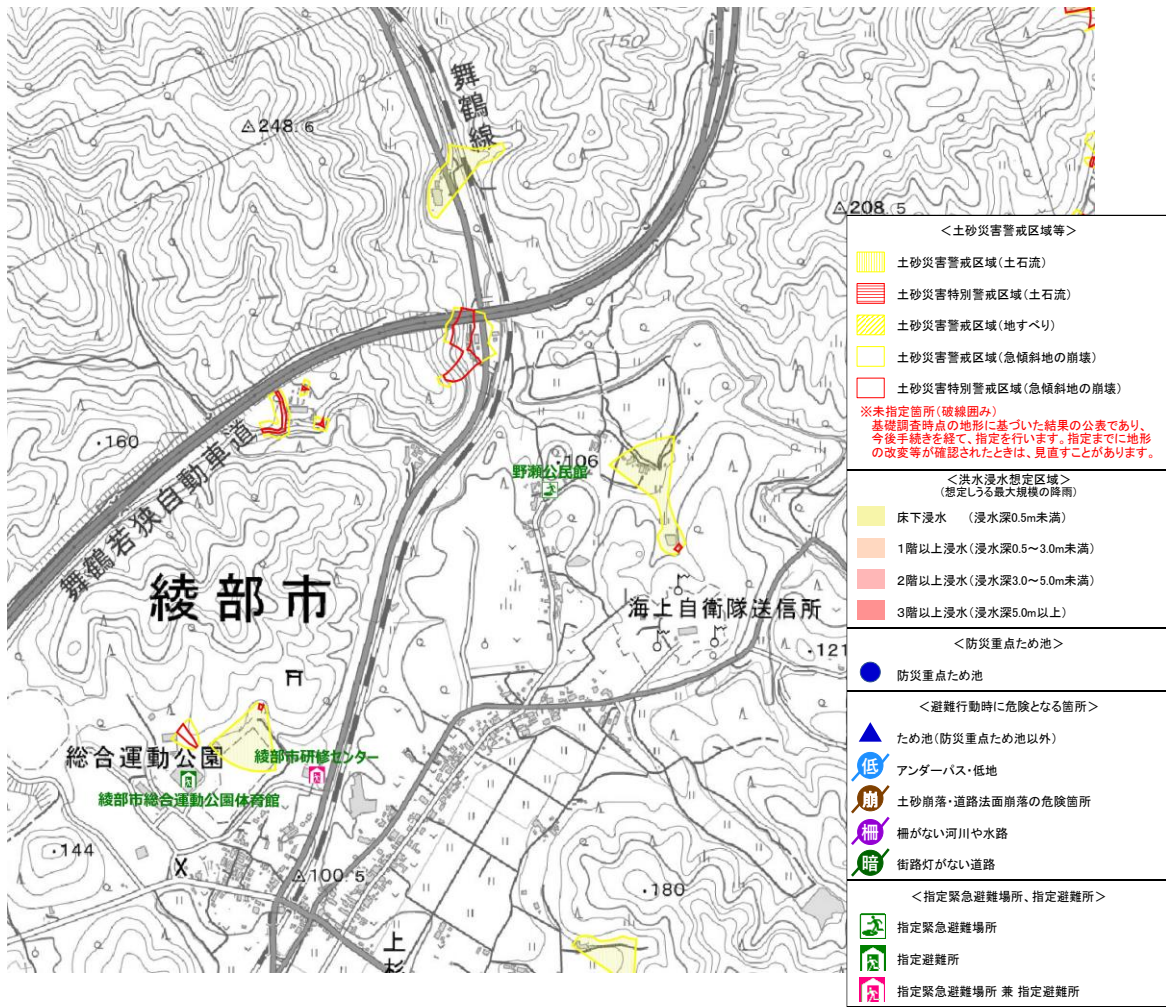 150
舞鶴線
248.6
208.5
160
106
野瀬公民館
舞鶴若狭自動車道
綾部市
海上自衛隊送信所
121
総合運動公園
綾部市研修センター
綾部市総合運動公園体育館
144
100.5
180
上杉
<土砂災害警戒区域等>
土砂災害警戒区域(土石流)
土砂災害特別警戒区域(土石流)
土砂災害警戒区域(地すべり)
土砂災害警戒区域(急傾斜地の崩壊)
土砂災害特別警戒区域(急傾斜地の崩壊)
※未指定箇所(破線囲み)
基礎調査時点の地形に基づいた結果の公表であり、
今後手続きを経て、指定を行います。指定までに地形
の改変等が確認されたときは、見直すことがあります。
<洪水浸水想定区域>
(想定しうる最大規模の降雨)
床下浸水 (浸水深0.5m未満)
1階以上浸水(浸水深0.5～3.0m未満)
2階以上浸水(浸水深3.0～5.0m未満)
3階以上浸水(浸水深5.0m以上)
<防災重点ため池>
防災重点ため池
<避難行動時に危険となる箇所>
ため池(防災重点ため池以外)
低 アンダーパス・低地
崩 土砂崩落・道路法面崩落の危険箇所
柵 柵がない河川や水路
暗 街路灯がない道路
<指定緊急避難場所、指定避難所>
指定緊急避難場所
指定避難所
指定緊急避難場所 兼 指定避難所